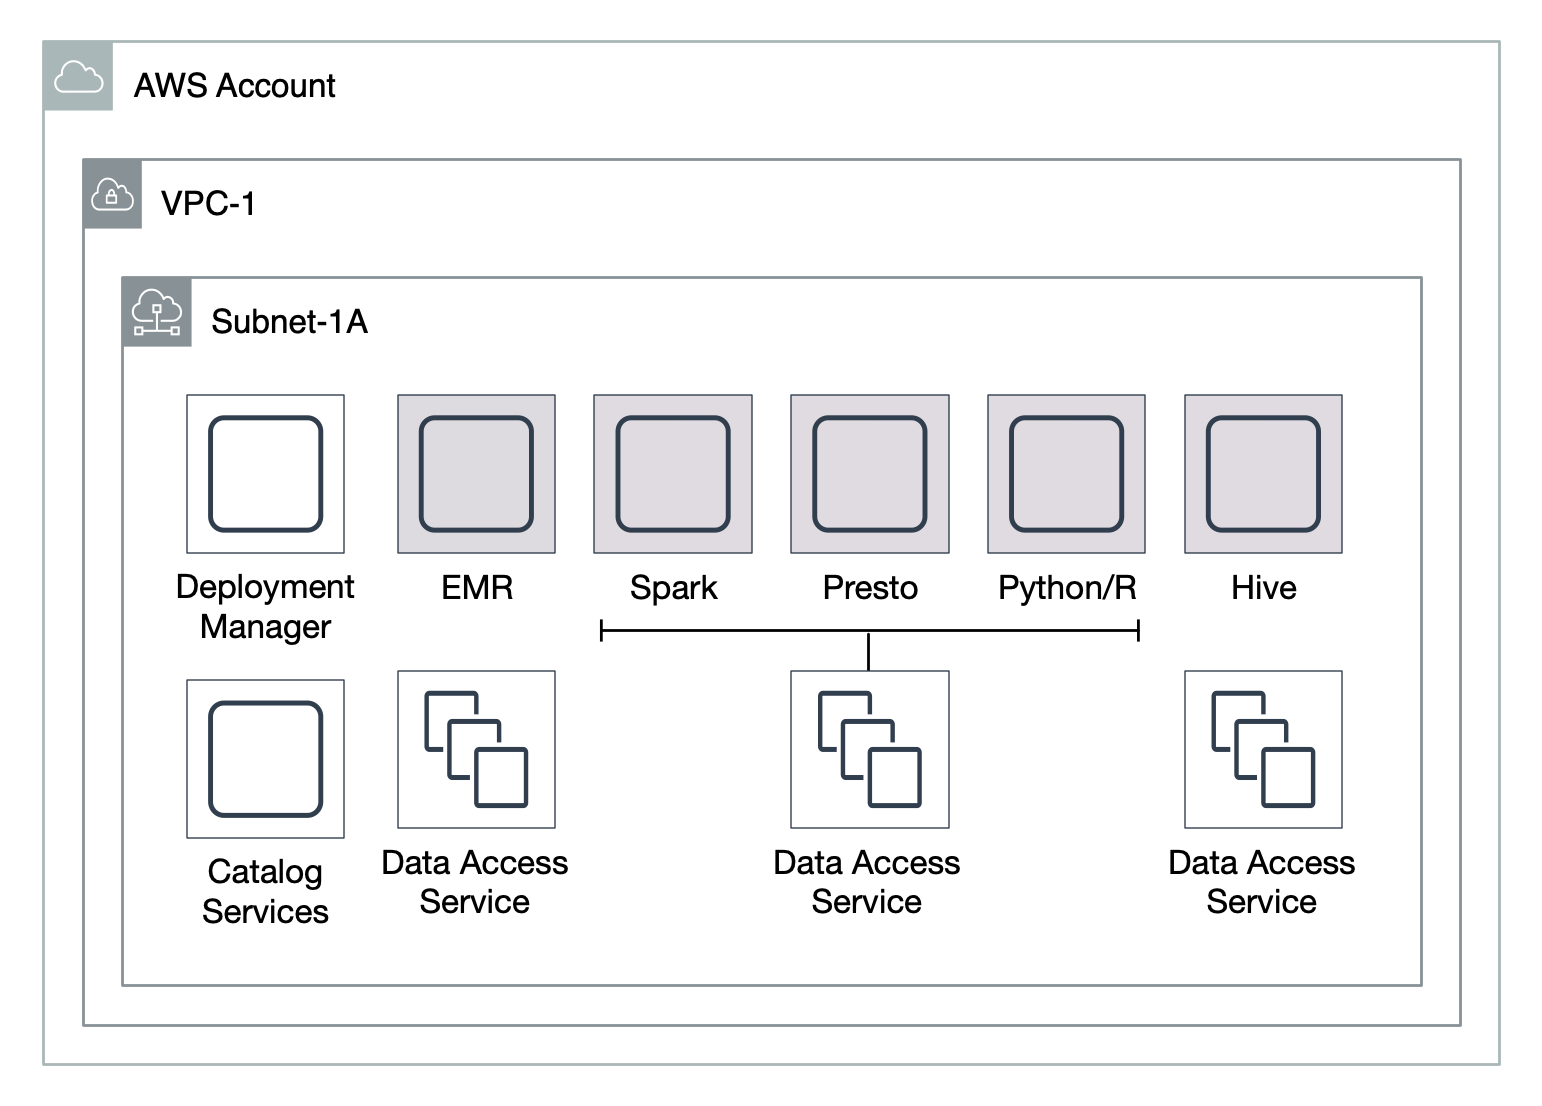 AWS Account
VPC-1
Subnet-1A
Deployment
Manager
EMR
Spark
Presto
Python/R
Hive
Catalog
Services
Data Access
Service
Data Access
Service
Data Access
Service